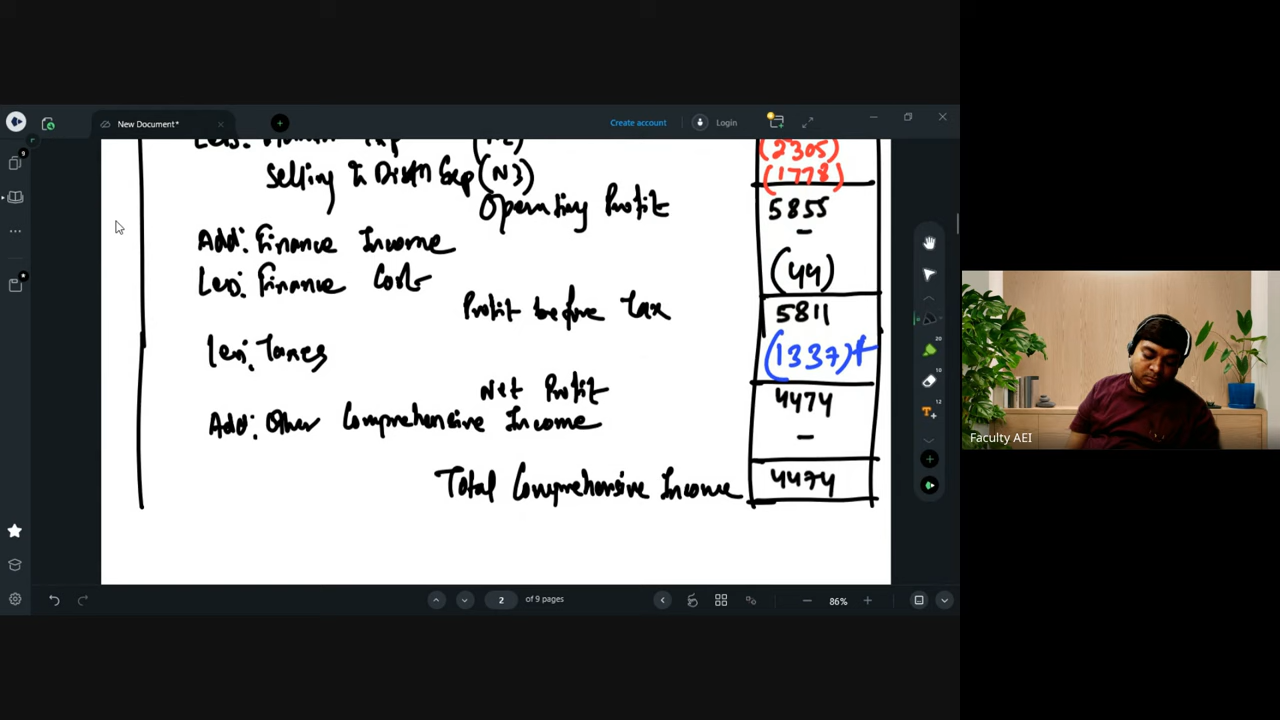 New Document*
Create account
Login
(2305)
Selling & Distn Exp (N3) (1778)
Operating Profit 5855
Add: Finance Income -
Less: Finance Cost (44)
Profit before Tax 5811
Less: Taxes (1337)*
Net Profit 4474
Add: Other Comprehensive Income -
Total Comprehensive Income 4474
Faculty AEI
2 of 9 pages
86%